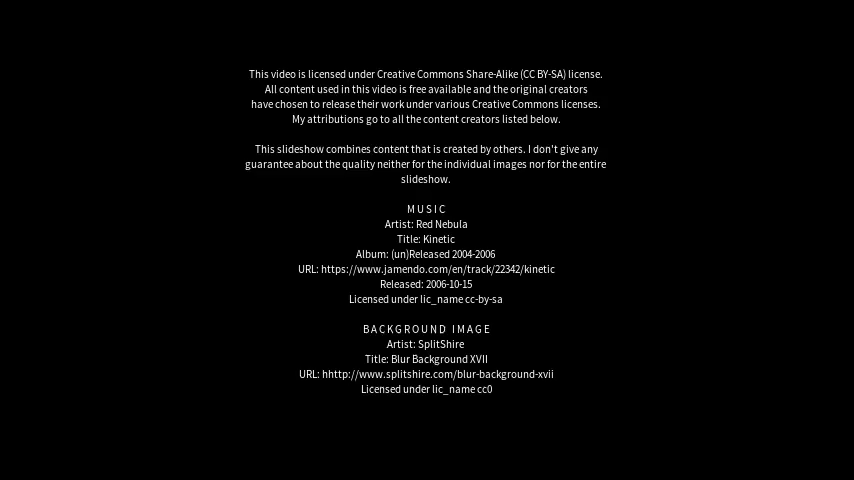 This video is licensed under Creative Commons Share-Alike (CC BY-SA) license.
All content used in this video is free available and the original creators
have chosen to release their work under various Creative Commons licenses.
My attributions go to all the content creators listed below.
This slideshow combines content that is created by others. I don't give any
guarantee about the quality neither for the individual images nor for the entire
slideshow.
MUSIC
Artist: Red Nebula
Title: Kinetic
Album: (un)Released 2004-2006
URL: https://www.jamendo.com/en/track/22342/kinetic
Released: 2006-10-15
Licensed under lic_name cc-by-sa
BACKGROUND IMAGE
Artist: SplitShire
Title: Blur Background XVII
URL: hhttp://www.splitshire.com/blur-background-xvii
Licensed under lic_name cc0